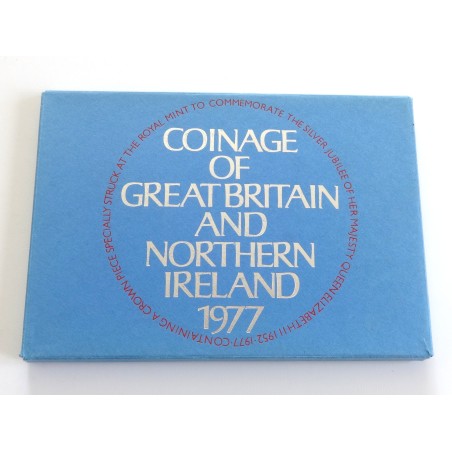 COINAGE
OF
GREAT BRITAIN
AND
NORTHERN
IRELAND
1977
CONTAINING A CROWN PIECE SPECIALLY STRUCK AT THE ROYAL MINT TO COMMEMORATE THE SILVER JUBILEE OF HER MAJESTY QUEEN ELIZABETH II 1952·1977·